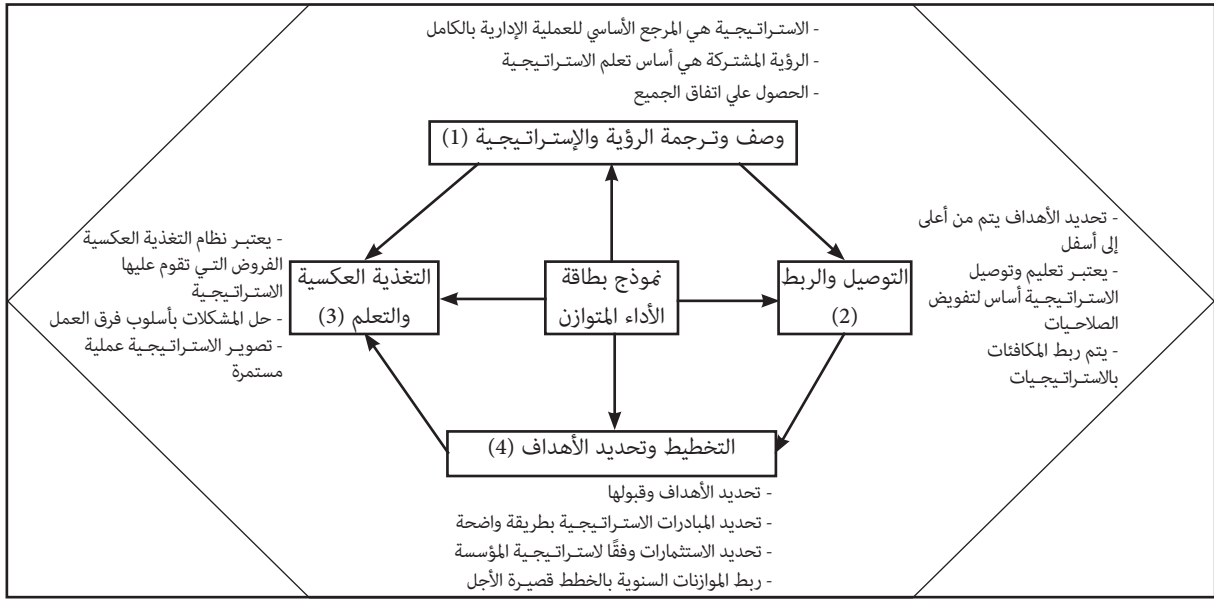 - الاستراتيجية هي المرجع الأساسي للعملية الإدارية بالكامل
- الرؤية المشتركة هي أساس تعلم الاستراتيجية
- الحصول علي اتفاق الجميع
وصف وترجمة الرؤية والإستراتيجية (1)
- تحديد الأهداف يتم من أعلى
إلى أسفل
- يعتبر تعليم وتوصيل
الاستراتيجية أساس لتفويض
الصلاحيات
- يتم ربط المكافئات
بالاستراتيجيات
التوصيل والربط
(2)
نموذج بطاقة
الأداء المتوازن
التغذية العكسية
والتعلم (3)
- يعتبر نظام التغذية العكسية
الفروض التي تقوم عليها
الاستراتيجية
- حل المشكلات بأسلوب فرق العمل
- تصوير الاستراتيجية عملية
مستمرة
التخطيط وتحديد الأهداف (4)
- تحديد الأهداف وقبولها
- تحديد المبادرات الاستراتيجية بطريقة واضحة
- تحديد الاستثمارات وفقًا لاستراتيجية المؤسسة
- ربط الموازنات السنوية بالخطط قصيرة الأجل